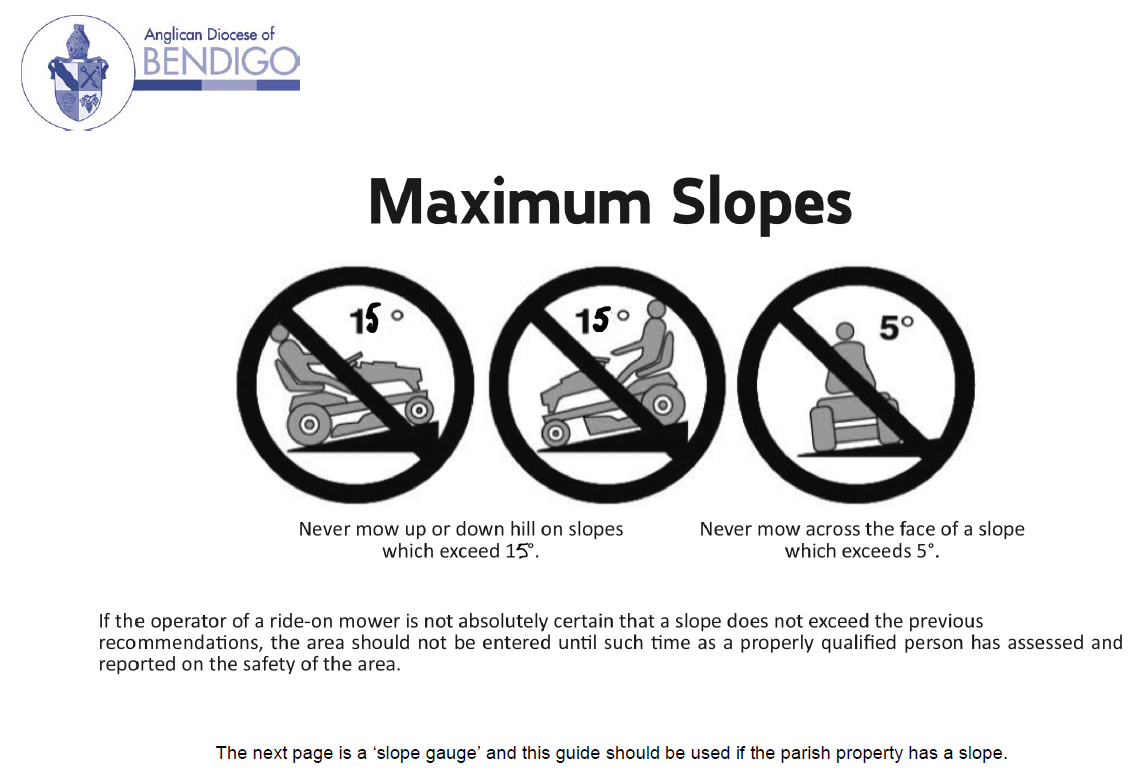 Anglican Diocese of
BENDIGO
Maximum Slopes
15°
15°
5°
Never mow up or down hill on slopes
which exceed 15°.
Never mow across the face of a slope
which exceeds 5°.
If the operator of a ride-on mower is not absolutely certain that a slope does not exceed the previous
recommendations, the area should not be entered until such time as a properly qualified person has assessed and
reported on the safety of the area.
The next page is a ‘slope gauge’ and this guide should be used if the parish property has a slope.